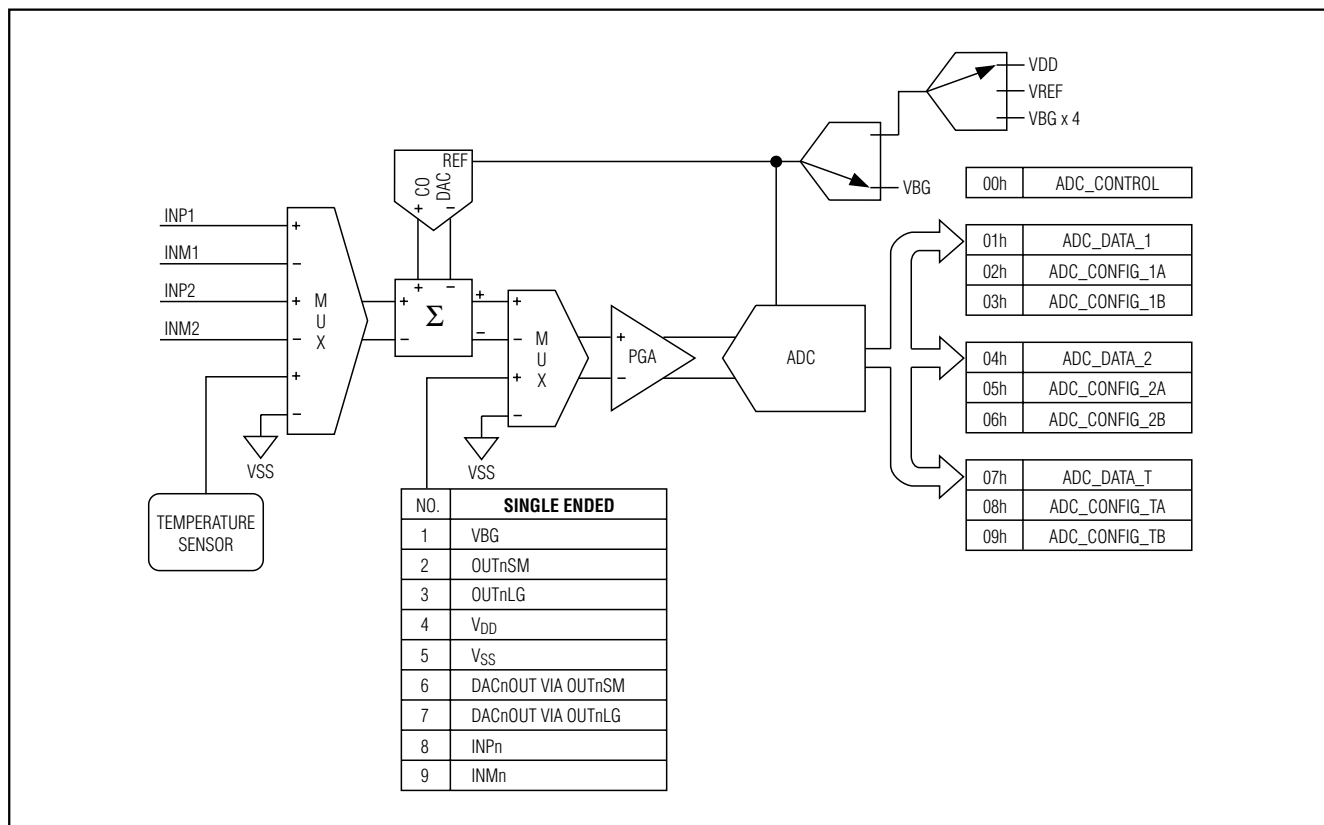 VDD
VREF
VBG x 4
VBG
REF
CO
DAC
+ -
INP1
INM1
INP2
INM2
+
-
+
-
+
-
MUX
VSS
TEMPERATURE
SENSOR
+ -
+
-
Σ
+
-
+
-
+
-
MUX
VSS
+
-
PGA
ADC
NO. SINGLE ENDED
1 VBG
2 OUTnSM
3 OUTnLG
4 VDD
5 VSS
6 DACnOUT VIA OUTnSM
7 DACnOUT VIA OUTnLG
8 INPn
9 INMn
00h ADC_CONTROL
01h ADC_DATA_1
02h ADC_CONFIG_1A
03h ADC_CONFIG_1B
04h ADC_DATA_2
05h ADC_CONFIG_2A
06h ADC_CONFIG_2B
07h ADC_DATA_T
08h ADC_CONFIG_TA
09h ADC_CONFIG_TB